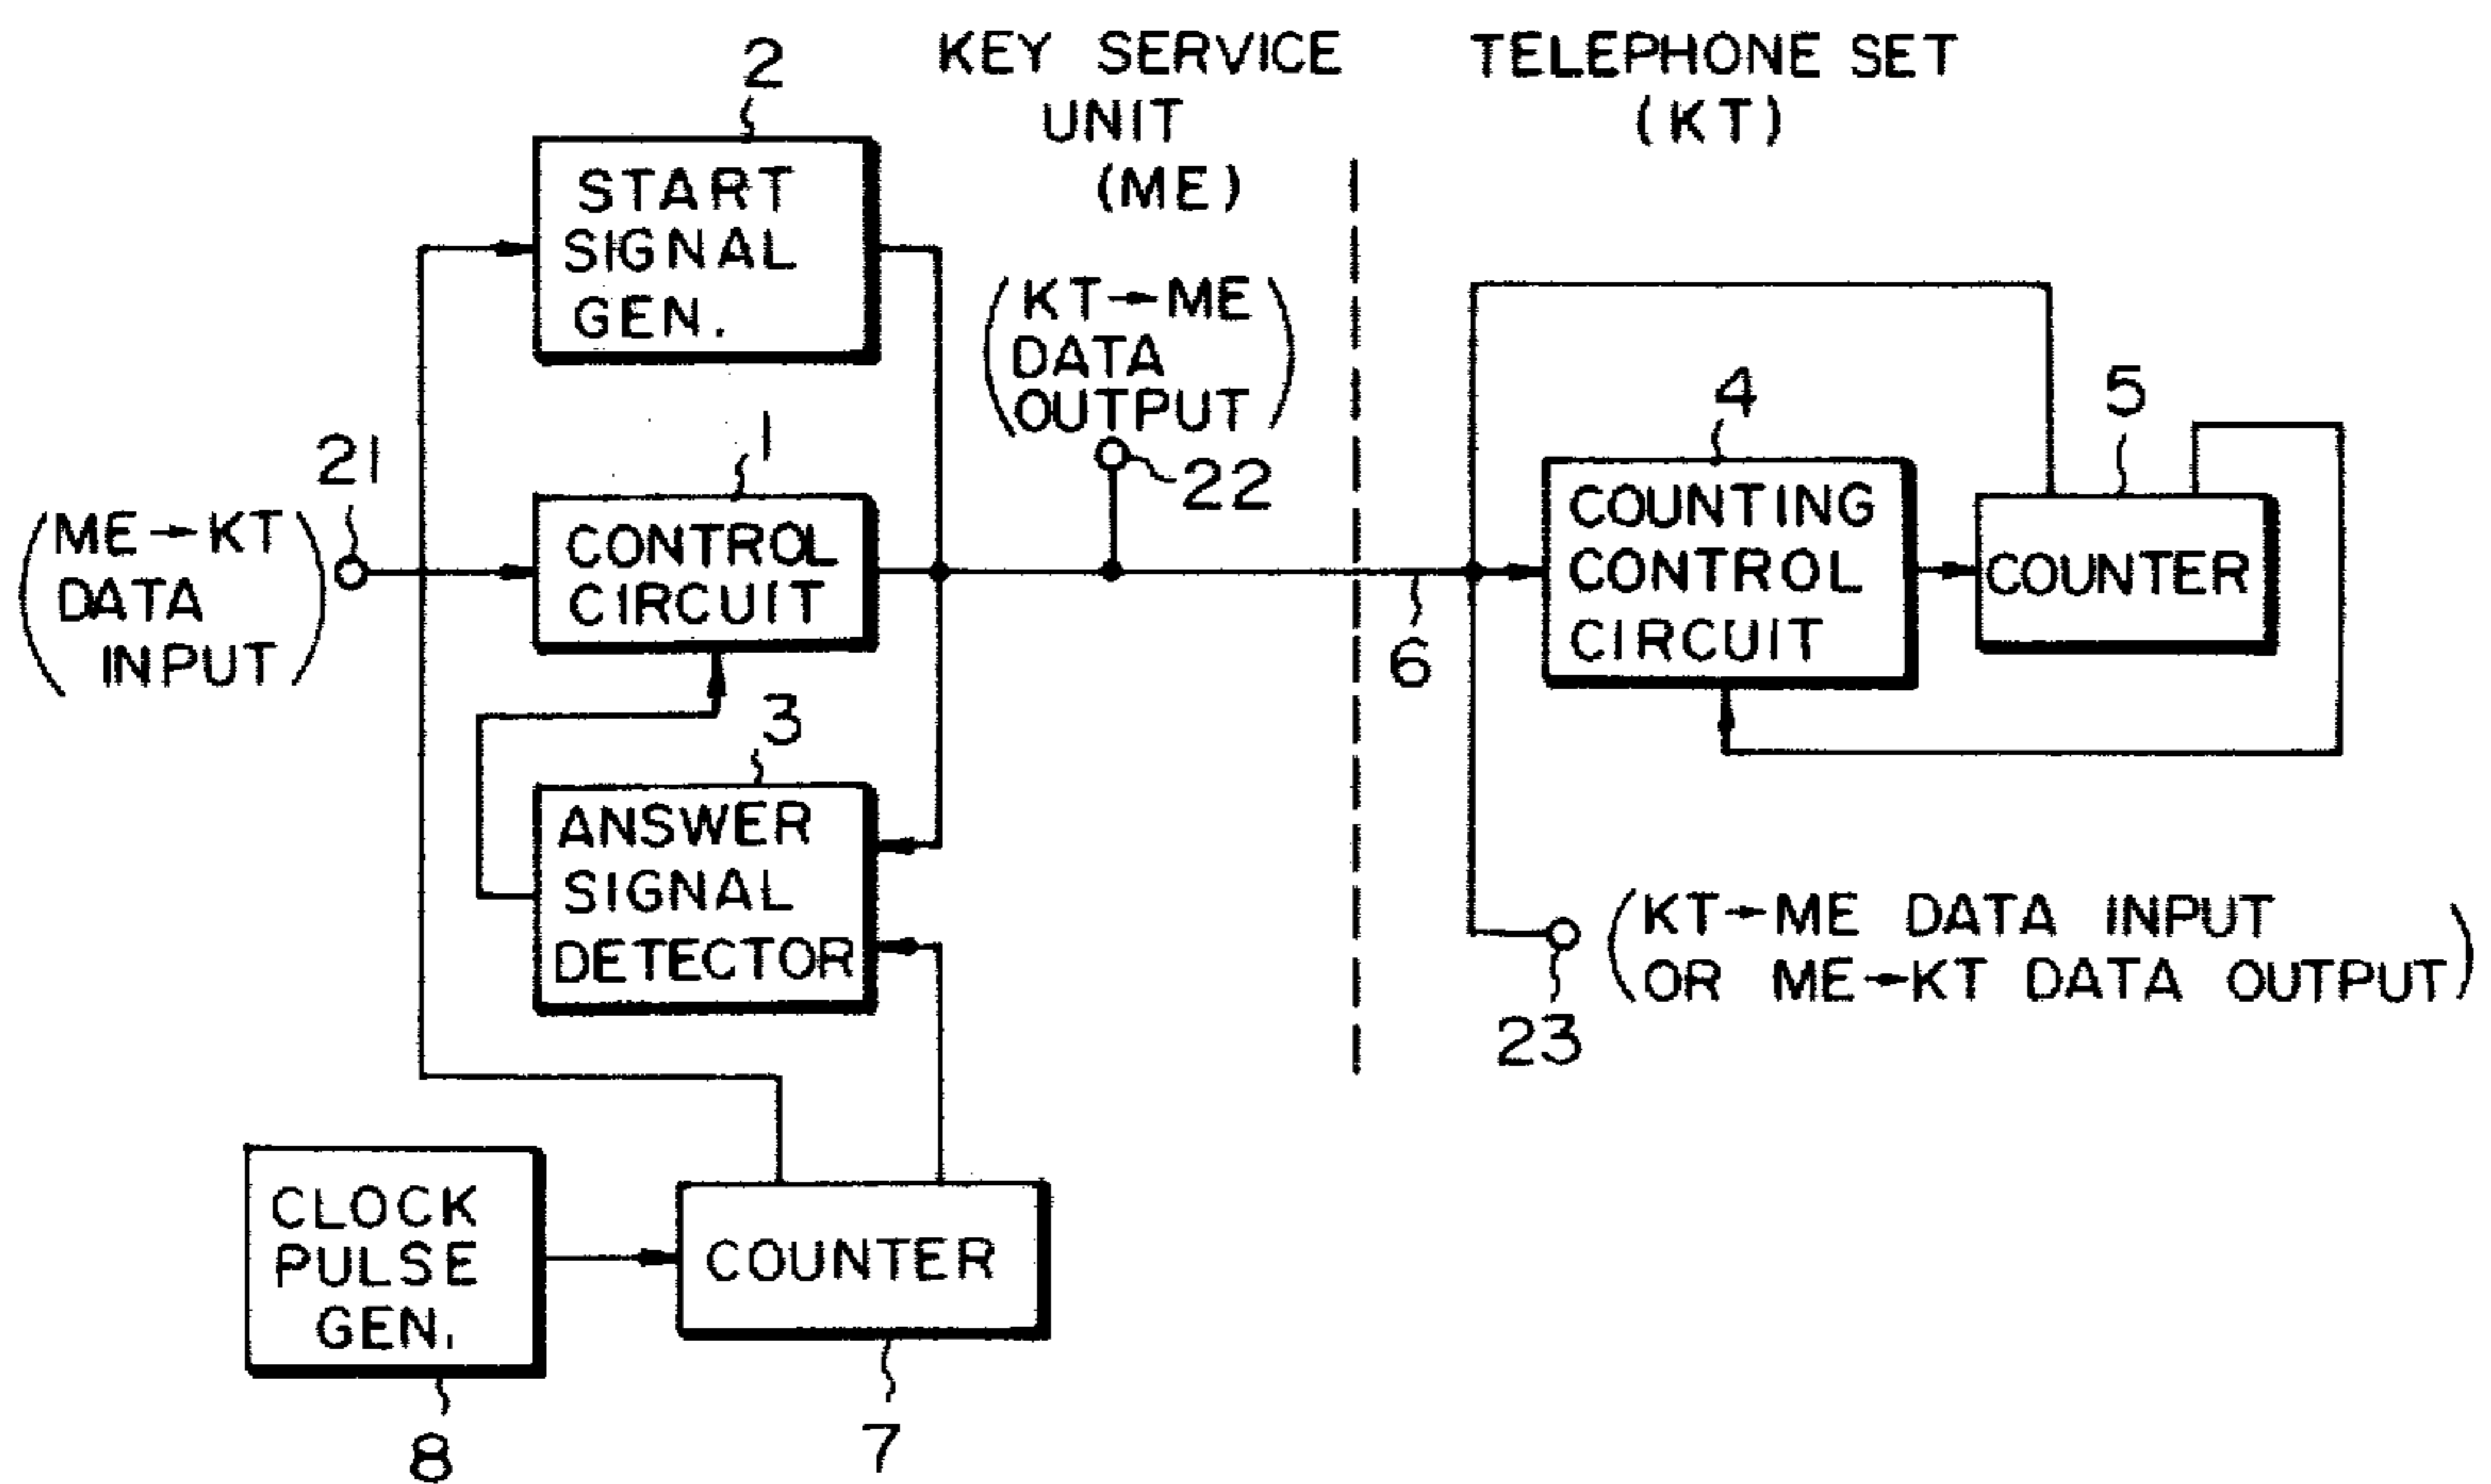 KEY SERVICE
UNIT
(ME)
TELEPHONE SET
(KT)
2
START
SIGNAL
GEN.
(KT→ME
DATA
OUTPUT)
22
21
(ME→KT
DATA
INPUT)
1
CONTROL
CIRCUIT
3
ANSWER
SIGNAL
DETECTOR
6
4
COUNTING
CONTROL
CIRCUIT
5
COUNTER
(KT→ME DATA INPUT
OR ME→KT DATA OUTPUT)
23
CLOCK
PULSE
GEN.
8
COUNTER
7